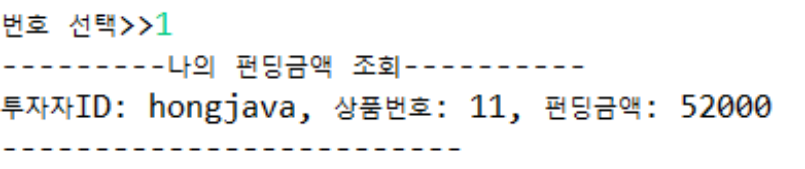 번호 선택>>1
---------나의 펀딩금액 조회----------
투자자ID: hongjava, 상품번호: 11, 펀딩금액: 52000
-------------------------